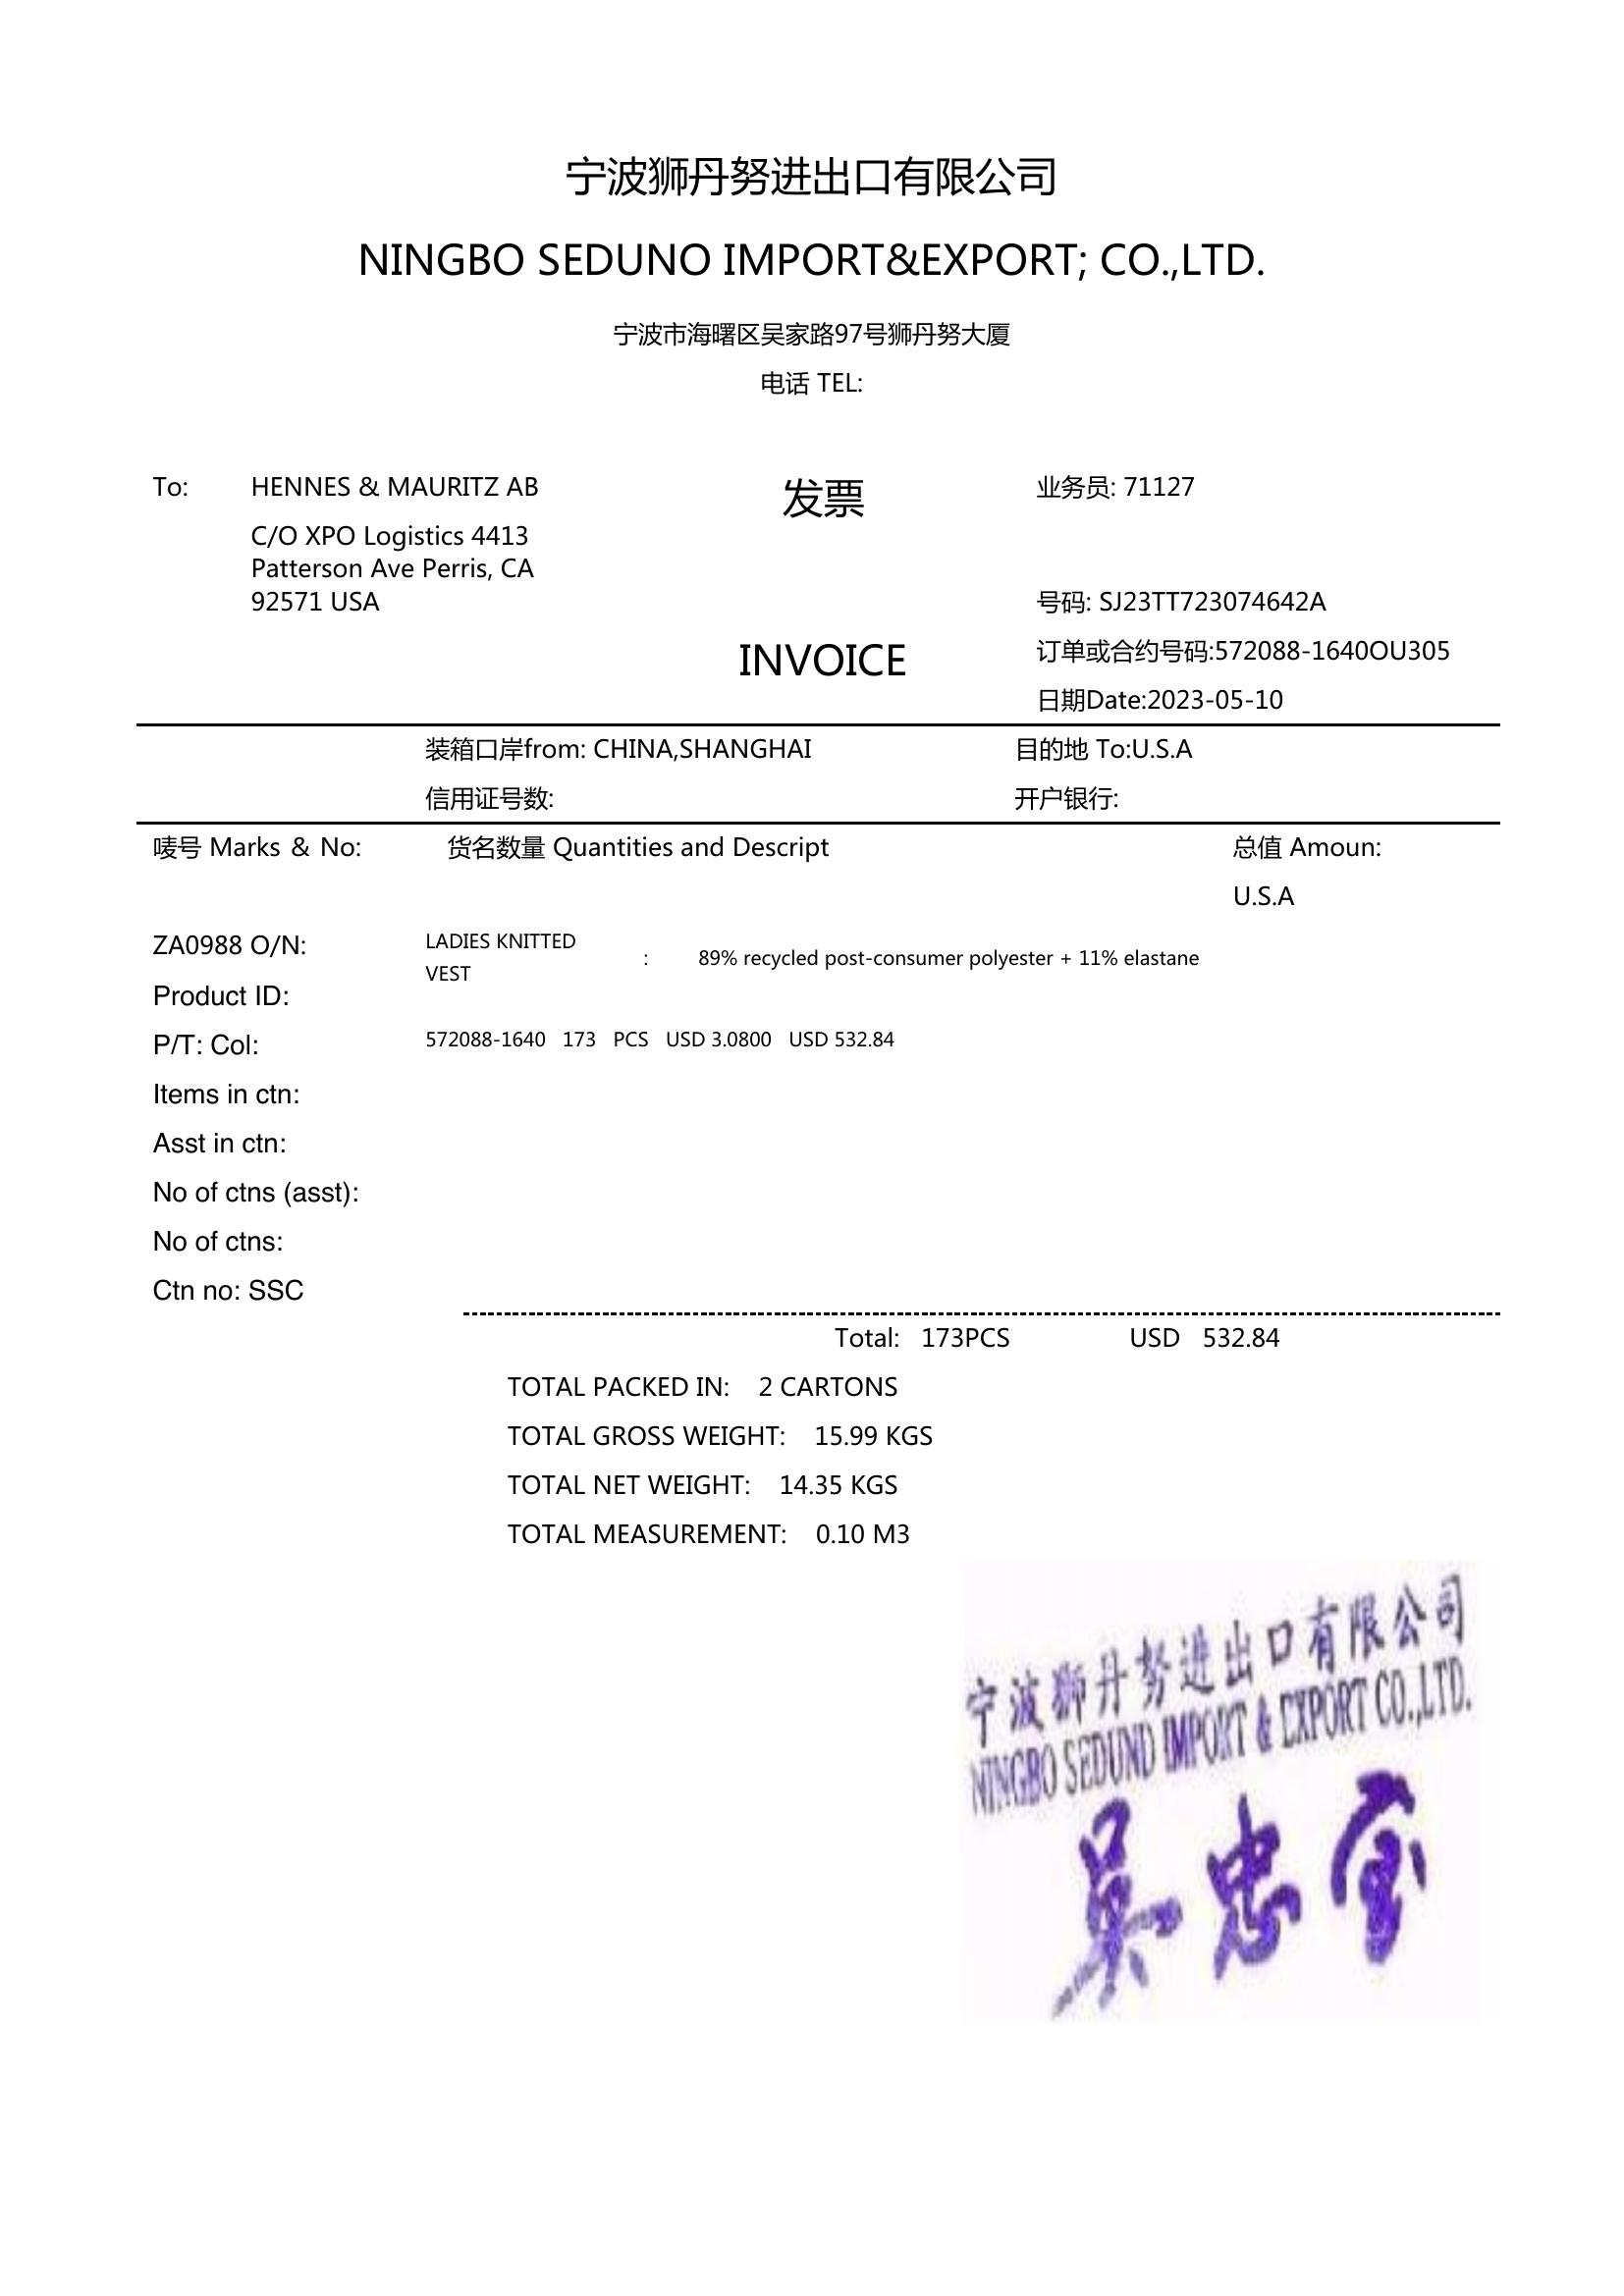 宁波狮丹努进出口有限公司
NINGBO SEDUNO IMPORT&EXPORT; CO.,LTD.
宁波市海曙区吴家路97号狮丹努大厦
电话 TEL:
To: HENNES & MAURITZ AB 发票 业务员: 71127
C/O XPO Logistics 4413
Patterson Ave Perris, CA
92571 USA 号码: SJ23TT723074642A
INVOICE 订单或合约号码:572088-1640OU305
日期Date:2023-05-10
装箱口岸from: CHINA,SHANGHAI 目的地 To:U.S.A
信用证号数: 开户银行:
唛号 Marks & No: 货名数量 Quantities and Descript 总值 Amoun:
U.S.A
ZA0988 O/N: LADIES KNITTED
VEST : 89% recycled post-consumer polyester + 11% elastane
Product ID:
P/T: Col: 572088-1640 173 PCS USD 3.0800 USD 532.84
Items in ctn:
Asst in ctn:
No of ctns (asst):
No of ctns:
Ctn no: SSC
Total: 173PCS USD 532.84
TOTAL PACKED IN: 2 CARTONS
TOTAL GROSS WEIGHT: 15.99 KGS
TOTAL NET WEIGHT: 14.35 KGS
TOTAL MEASUREMENT: 0.10 M3
宁波狮丹努进出口有限公司
NINGBO SEDUNO IMPORT & EXPORT CO.,LTD.
吴忠宝